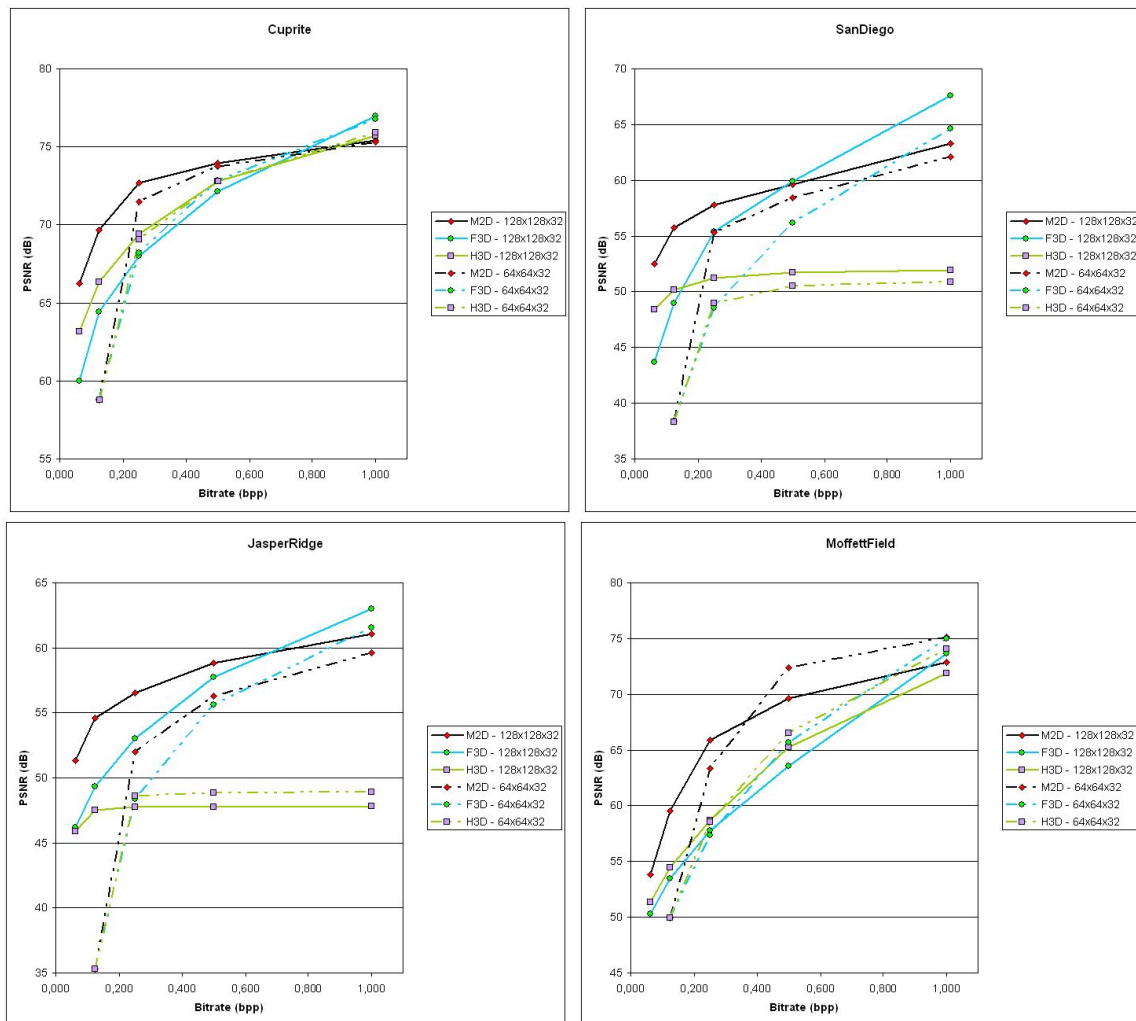 Cuprite
80
75
70
65
60
55
PSNR (dB)
0,000 0,200 0,400 0,600 0,800 1,000
Bitrate (bpp)
M2D - 128x128x32
F3D - 128x128x32
H3D -128x128x32
M2D - 64x64x32
F3D - 64x64x32
H3D - 64x64x32
SanDiego
70
65
60
55
50
45
40
35
PSNR (dB)
0,000 0,200 0,400 0,600 0,800 1,000
Bitrate (bpp)
M2D - 128x128x32
F3D - 128x128x32
H3D - 128x128x32
M2D - 64x64x32
F3D - 64x64x32
H3D - 64x64x32
JasperRidge
65
60
55
50
45
40
35
PSNR (dB)
0,000 0,200 0,400 0,600 0,800 1,000
Bitrate (bpp)
M2D - 128x128x32
F3D - 128x128x32
H3D - 128x128x32
M2D - 64x64x32
F3D - 64x64x32
H3D - 64x64x32
MoffettField
80
75
70
65
60
55
50
45
PSNR (dB)
0,000 0,200 0,400 0,600 0,800 1,000
Bitrate (bpp)
M2D - 128x128x32
F3D - 128x128x32
H3D - 128x128x32
M2D - 64x64x32
F3D - 64x64x32
H3D - 64x64x32